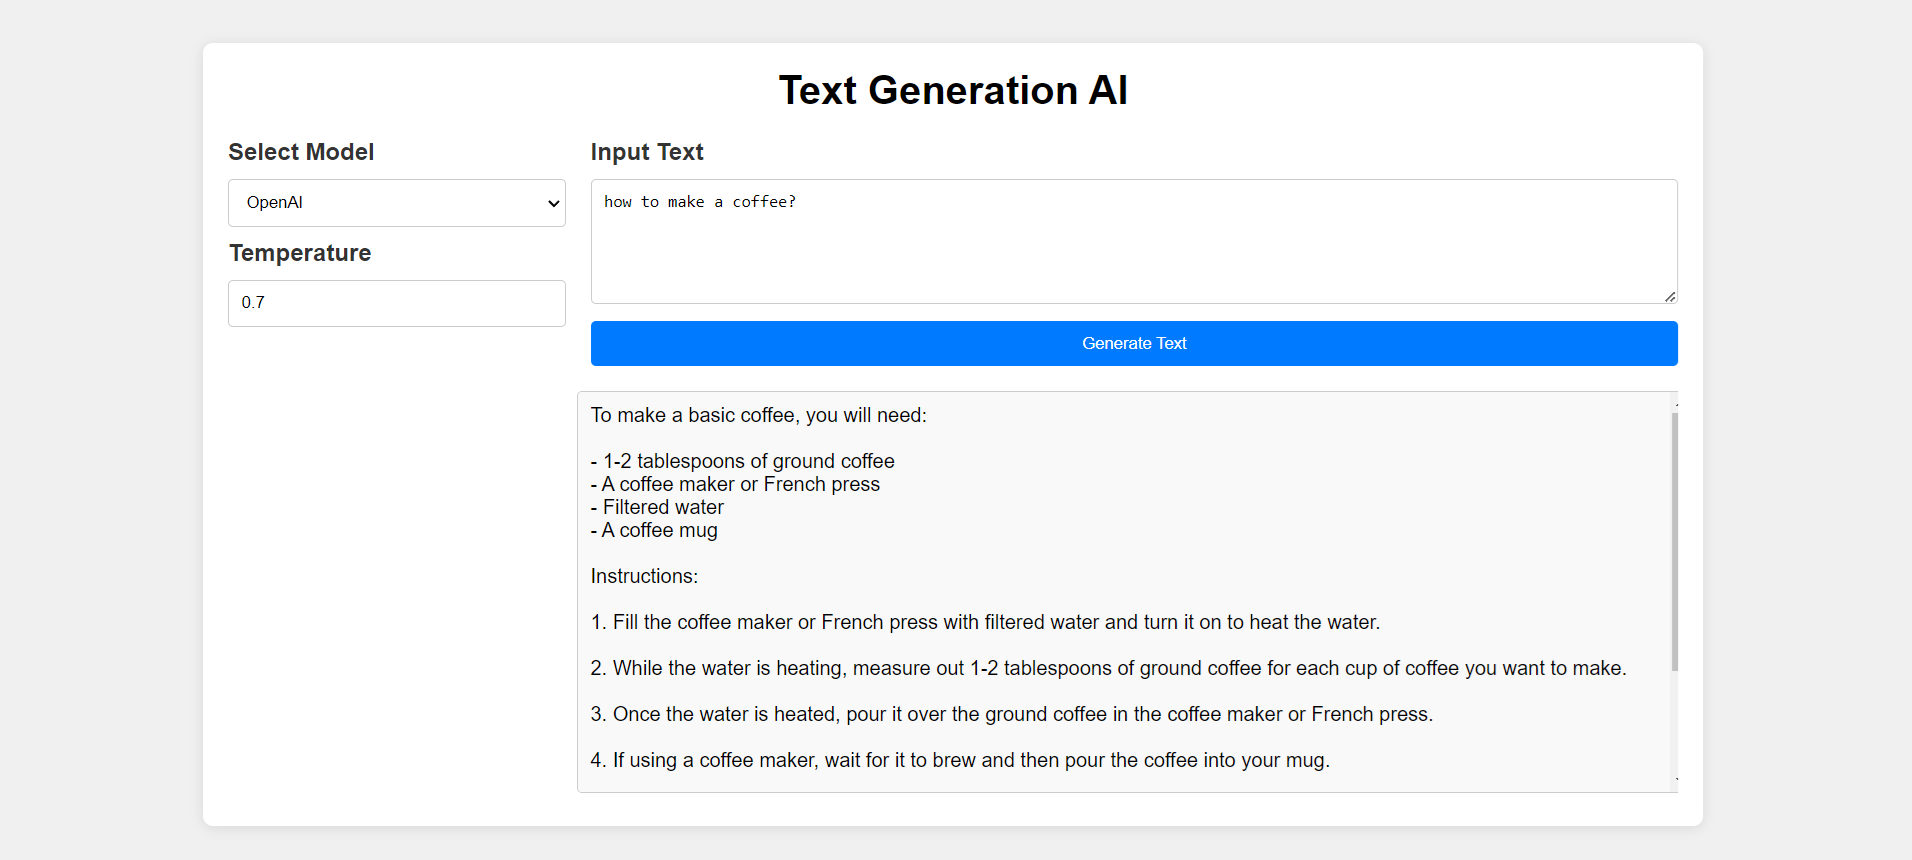 Text Generation AI
Select Model
OpenAI
Temperature
0.7
Input Text
how to make a coffee?
Generate Text
To make a basic coffee, you will need:
- 1-2 tablespoons of ground coffee
- A coffee maker or French press
- Filtered water
- A coffee mug
Instructions:
1. Fill the coffee maker or French press with filtered water and turn it on to heat the water.
2. While the water is heating, measure out 1-2 tablespoons of ground coffee for each cup of coffee you want to make.
3. Once the water is heated, pour it over the ground coffee in the coffee maker or French press.
4. If using a coffee maker, wait for it to brew and then pour the coffee into your mug.